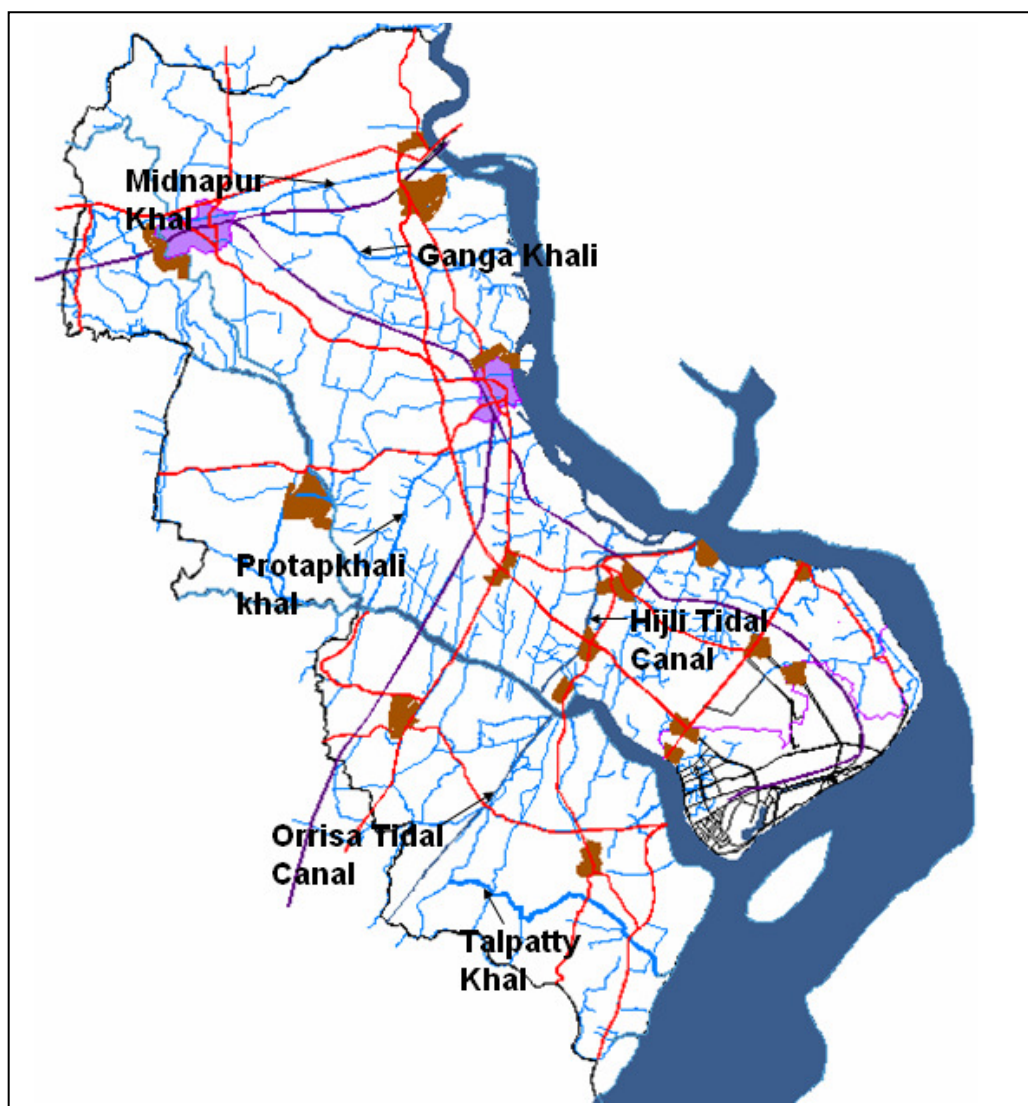 Midnapur
Khal
Ganga Khali
Protapkhali
khal
Hijli Tidal
Canal
Orrisa Tidal
Canal
Talpatty
Khal